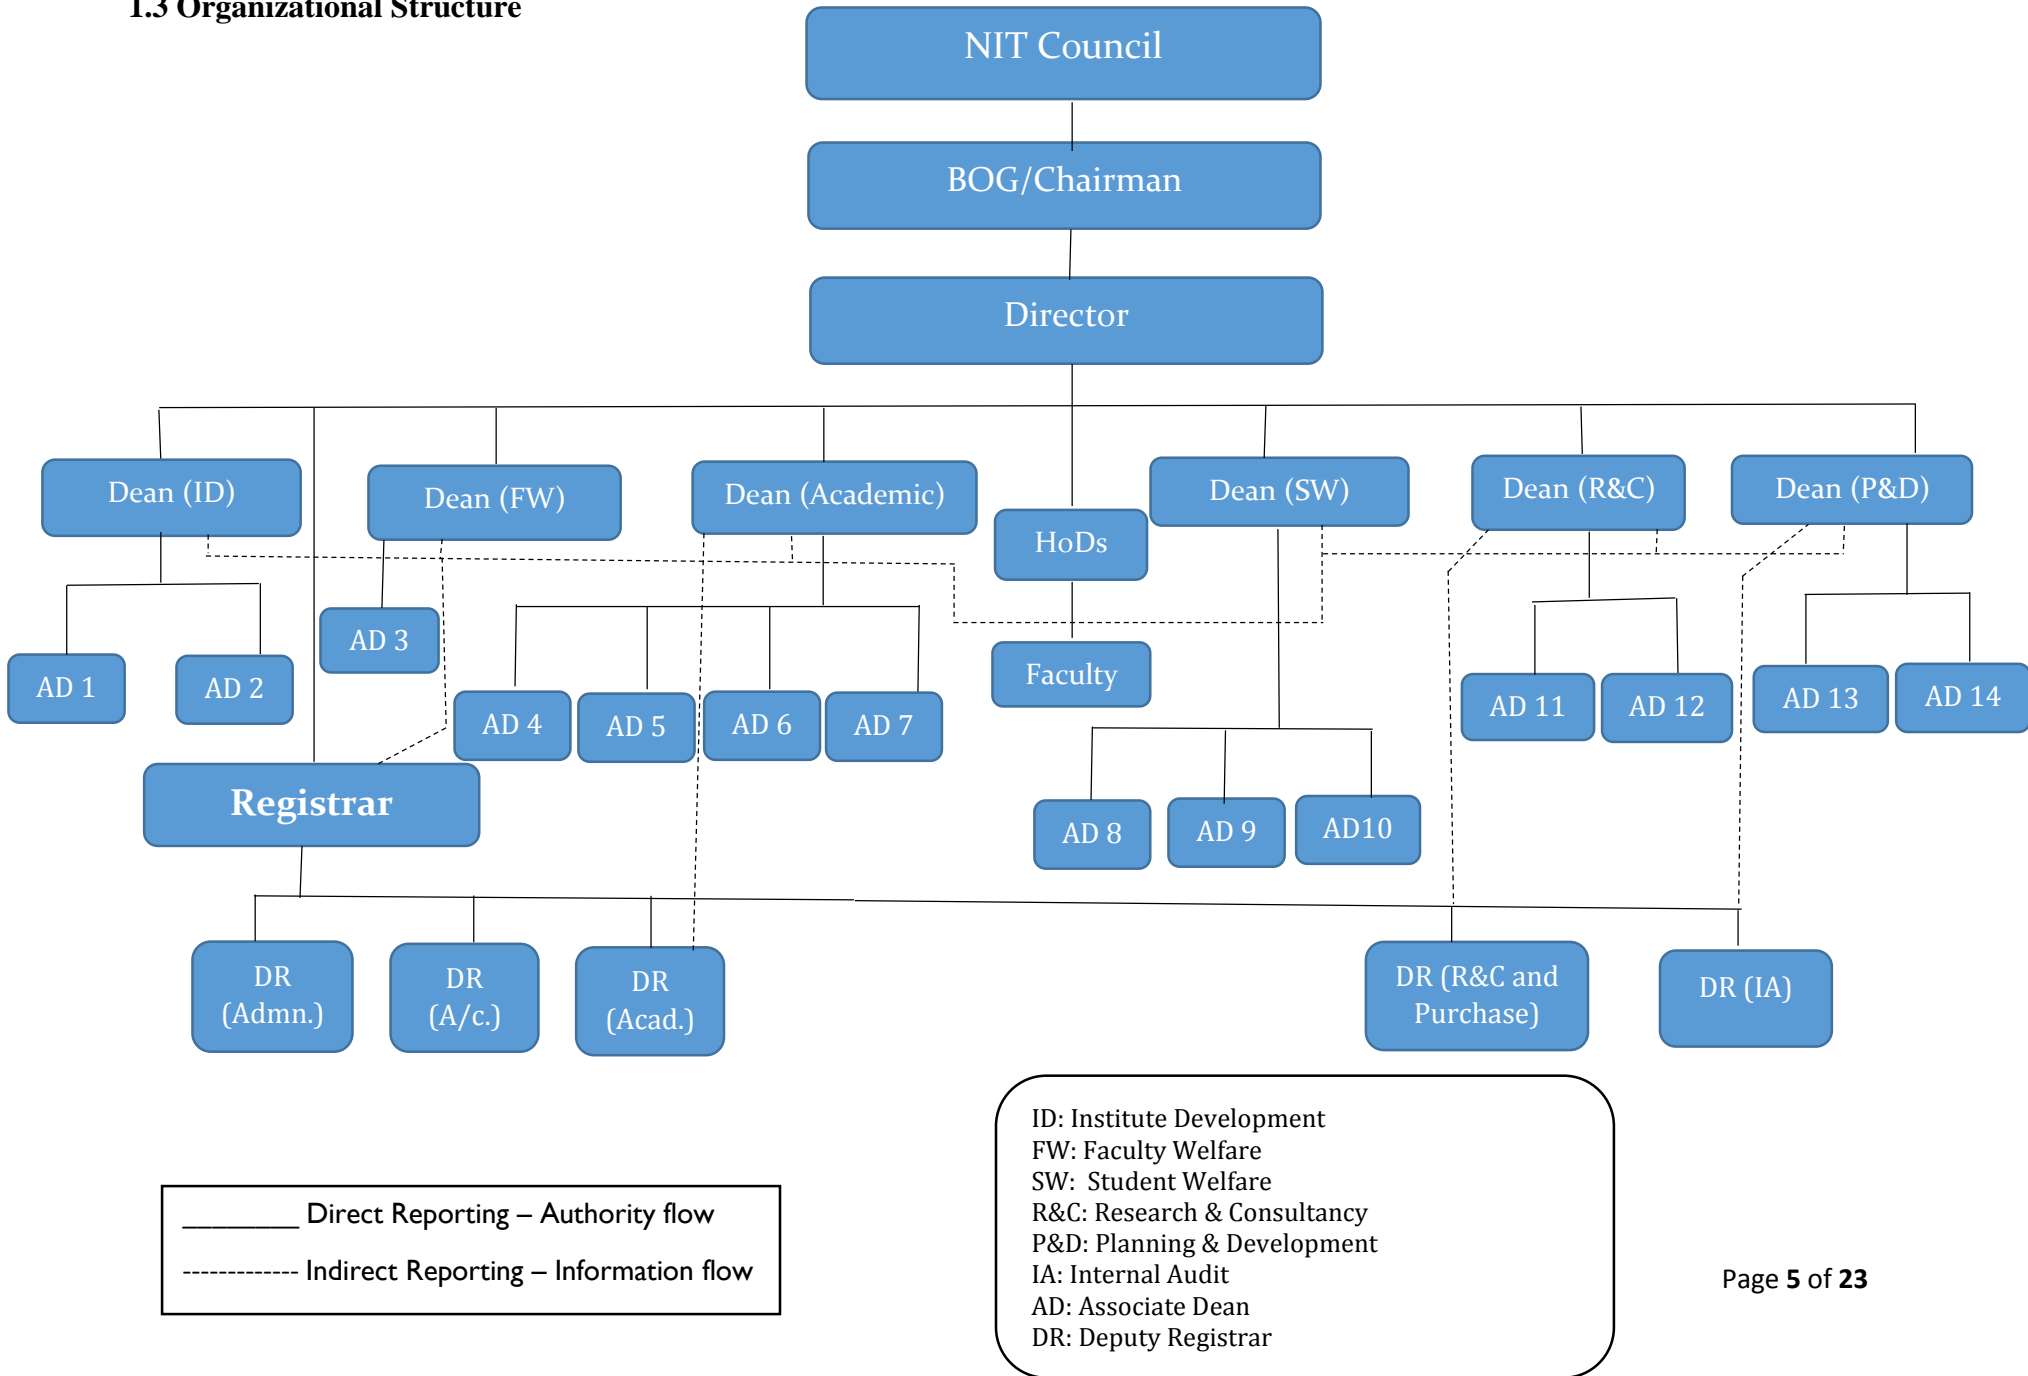 1.3 Organizational Structure
NIT Council
BOG/Chairman
Director
Dean (ID)
Dean (FW)
Dean (Academic)
HoDs
Dean (SW)
Dean (R&C)
Dean (P&D)
AD 1
AD 2
AD 3
AD 4
AD 5
AD 6
AD 7
Faculty
AD 8
AD 9
AD10
AD 11
AD 12
AD 13
AD 14
Registrar
DR
(Admn.)
DR
(A/c.)
DR
(Acad.)
DR (R&C and
Purchase)
DR (IA)
________ Direct Reporting – Authority flow
------------- Indirect Reporting – Information flow
ID: Institute Development
FW: Faculty Welfare
SW:  Student Welfare
R&C: Research & Consultancy
P&D: Planning & Development
IA: Internal Audit
AD: Associate Dean
DR: Deputy Registrar
Page 5 of 23